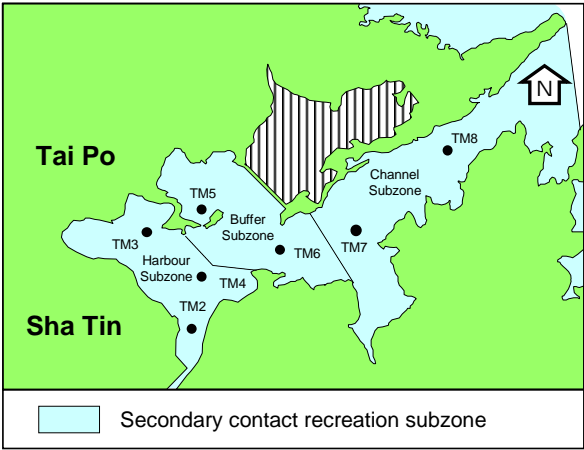 N
TM8
Tai Po
Channel
Subzone
TM5
Buffer
Subzone
TM3
TM7
TM6
Harbour
Subzone
TM4
TM2
Sha Tin
Secondary contact recreation subzone